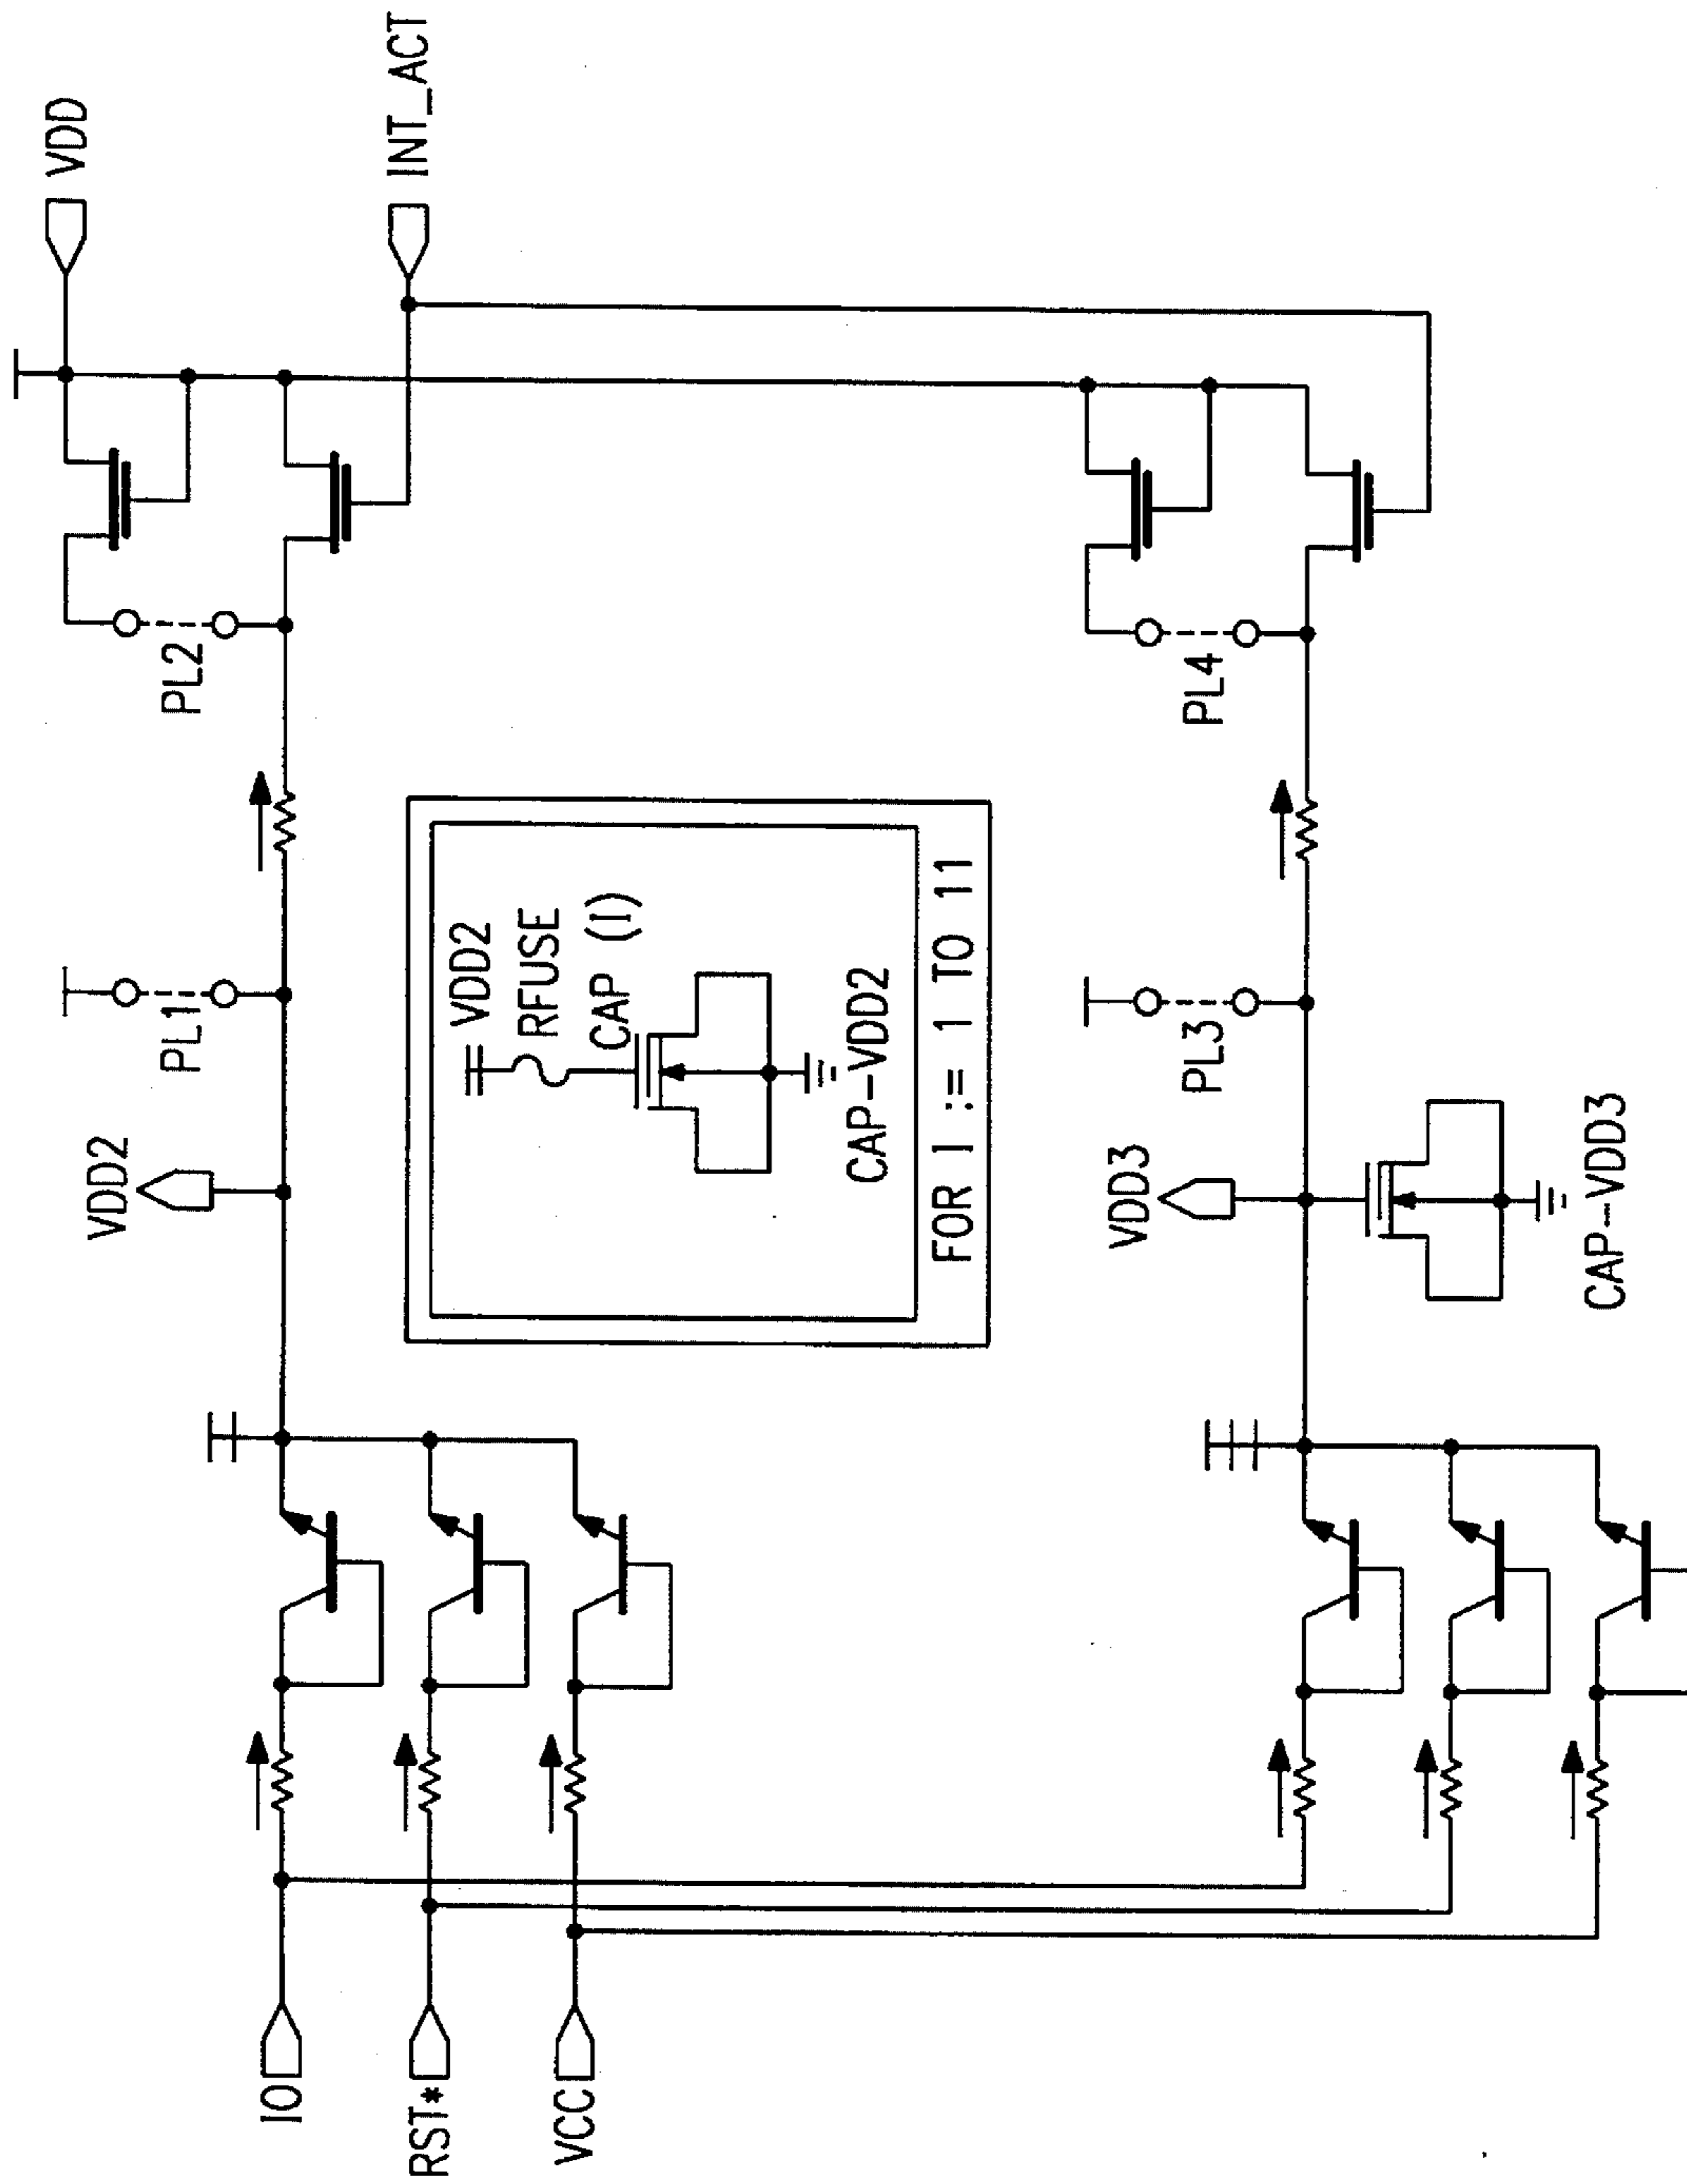 VDD
INT_ACT
PL2
PL1
VDD2
IO
RST*
VCC
VDD2
RFUSE
CAP (I)
CAP-VDD2
FOR I := 1 TO 11
PL4
PL3
VDD3
CAP-VDD3